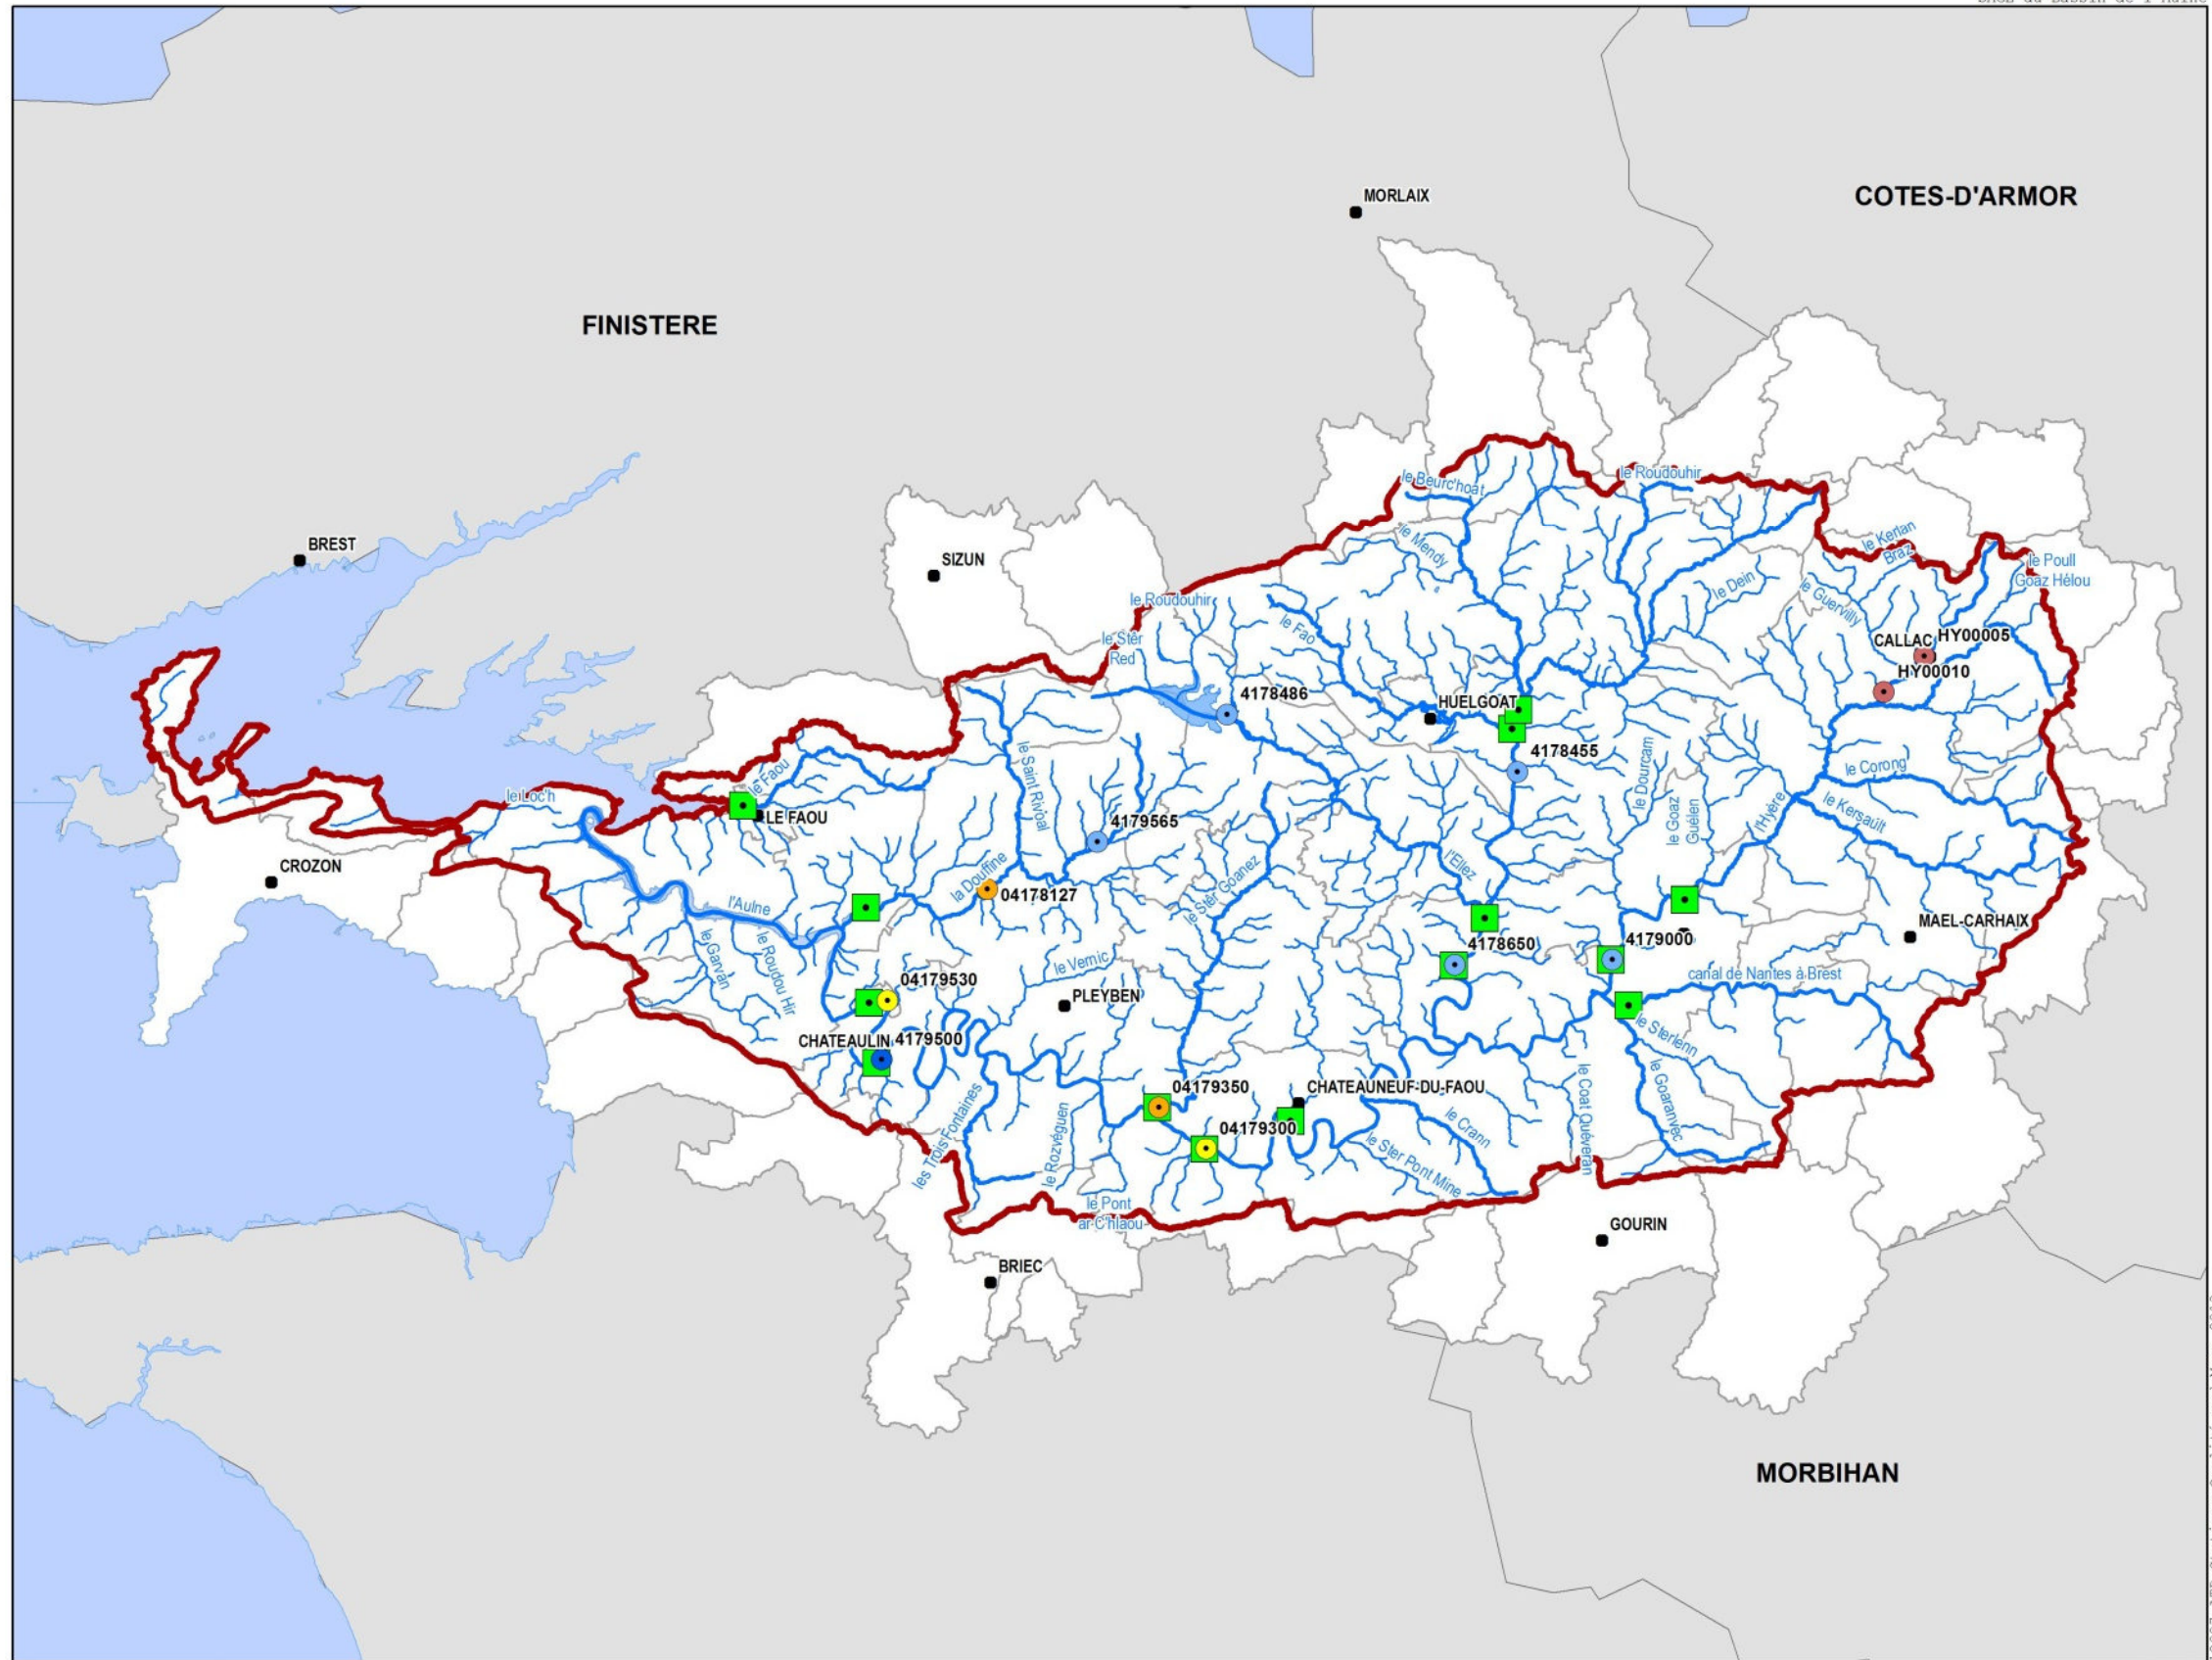 MORLAIX
COTES-D'ARMOR
FINISTERE
le Beurc'hoat
le Roudouhir
BREST
SIZUN
le Mendy
le Kerlan
Braz
le Poull
Goaz Hélou
le Dein
le Guervilly
le Roudouhir
le Fao
le Ster
Red
CALLAC
HY00005
HY00010
4178486
HUELGOAT
4178455
le Saint Rivoal
le Dourcam
le Corong
le Faou
le Loc'h
LE FAOU
4179565
le Goaz
Guélen
l'Hyère
le Kersault
CROZON
la Douffine
04178127
l'Ellez
le Ster Goanez
l'Aulne
MAEL-CARHAIX
le Garvan
le Roudou Hir
4178650
4179000
le Vernic
canal de Nantes à Brest
04179530
PLEYBEN
le Sterlenn
CHATEAULIN
4179500
04179350
CHATEAUNEUF-DU-FAOU
le Coat Quéveran
le Goaranvec
04179300
le Crann
le Ster Pont Mine
les Trois Fontaines
le Rozvéguen
le Pont
ar C'hlaou
GOURIN
BRIEC
MORBIHAN